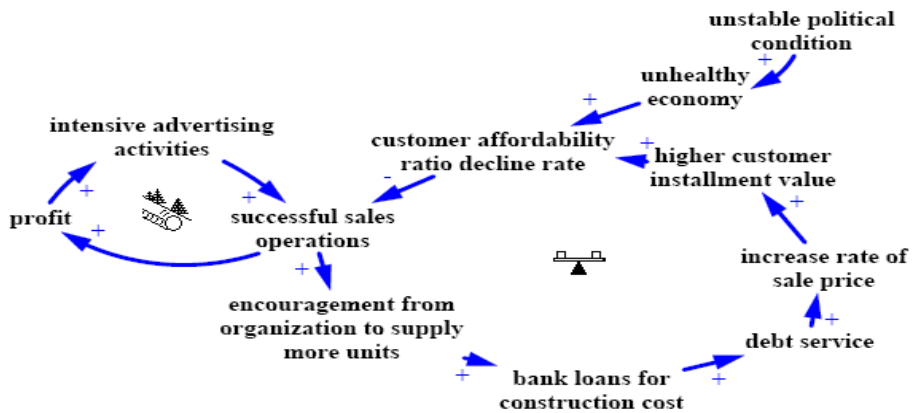 unstable political
condition
+
unhealthy
economy
+
intensive advertising
activities
customer affordability
ratio decline rate
+
higher customer
installment value
-
+
+
+
profit
+
successful sales
operations
+
increase rate of
sale price
encouragement from
organization to supply
more units
+
debt service
+
bank loans for
construction cost
+